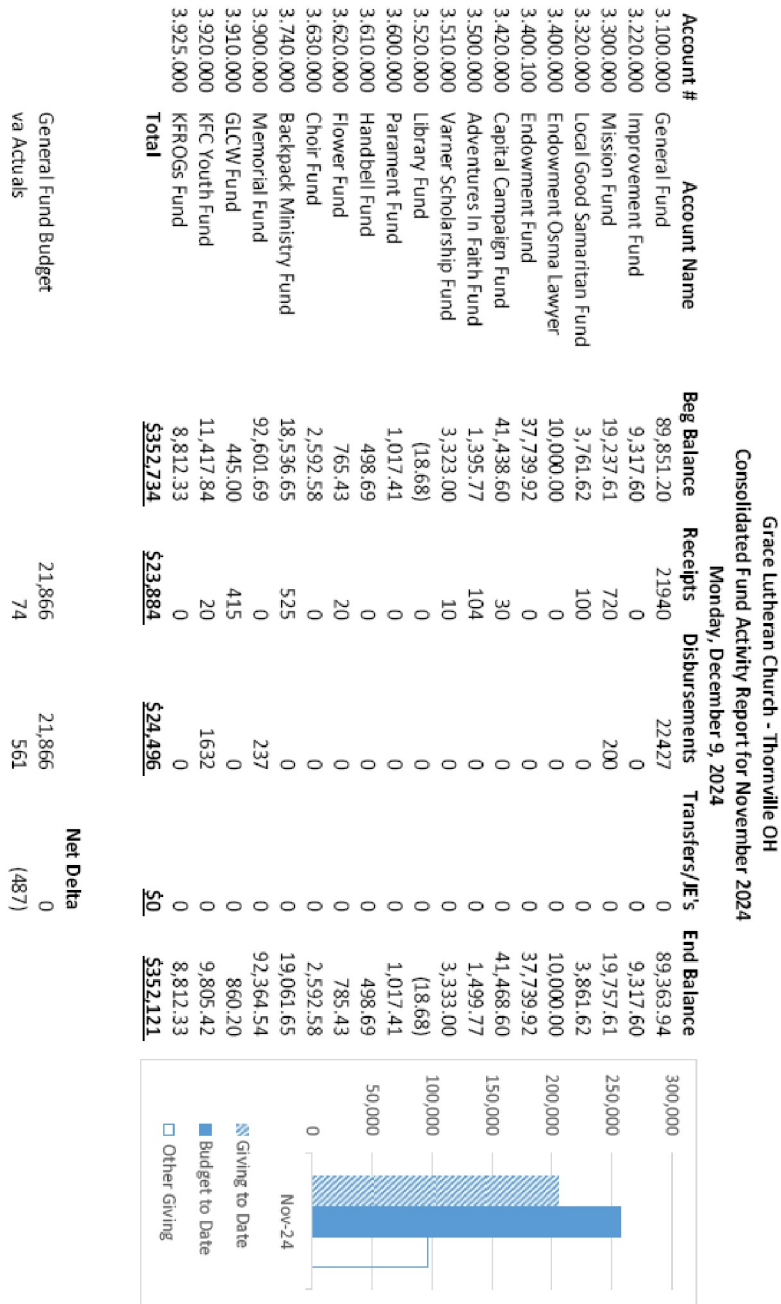 Grace Lutheran Church - Thornville OH
Consolidated Fund Activity Report for November 2024
Monday, December 9, 2024
Account # Account Name Beg Balance Receipts Disbursements Transfers/JE's End Balance
3.100.000 General Fund 89,851.20 21940 22427 0 89,363.94
3.220.000 Improvement Fund 9,317.60 0 0 0 9,317.60
3.300.000 Mission Fund 19,237.61 720 200 0 19,757.61
3.320.000 Local Good Samaritan Fund 3,761.62 100 0 0 3,861.62
3.400.000 Endowment Osma Lawyer 10,000.00 0 0 0 10,000.00
3.400.100 Endowment Fund 37,739.92 0 0 0 37,739.92
3.420.000 Capital Campaign Fund 41,438.60 30 0 0 41,468.60
3.500.000 Adventures In Faith Fund 1,395.77 104 0 0 1,499.77
3.510.000 Varner Scholarship Fund 3,323.00 10 0 0 3,333.00
3.520.000 Library Fund (18.68) 0 0 0 (18.68)
3.600.000 Parament Fund 1,017.41 0 0 0 1,017.41
3.610.000 Handbell Fund 498.69 0 0 0 498.69
3.620.000 Flower Fund 765.43 20 0 0 785.43
3.630.000 Choir Fund 2,592.58 0 0 0 2,592.58
3.740.000 Backpack Ministry Fund 18,536.65 525 0 0 19,061.65
3.900.000 Memorial Fund 92,601.69 0 237 0 92,364.54
3.910.000 GLCW Fund 445.00 415 0 0 860.20
3.920.000 KFC Youth Fund 11,417.84 20 1632 0 9,805.42
3.925.000 KFROGs Fund 8,812.33 0 0 0 8,812.33
Total $352,734 $23,884 $24,496 $0 $352,121
Net Delta
General Fund Budget 21,866 21,866 0
va Actuals 74 561 (487)
300,000
250,000
200,000
150,000
100,000
50,000
0
Nov-24
Giving to Date
Budget to Date
Other Giving